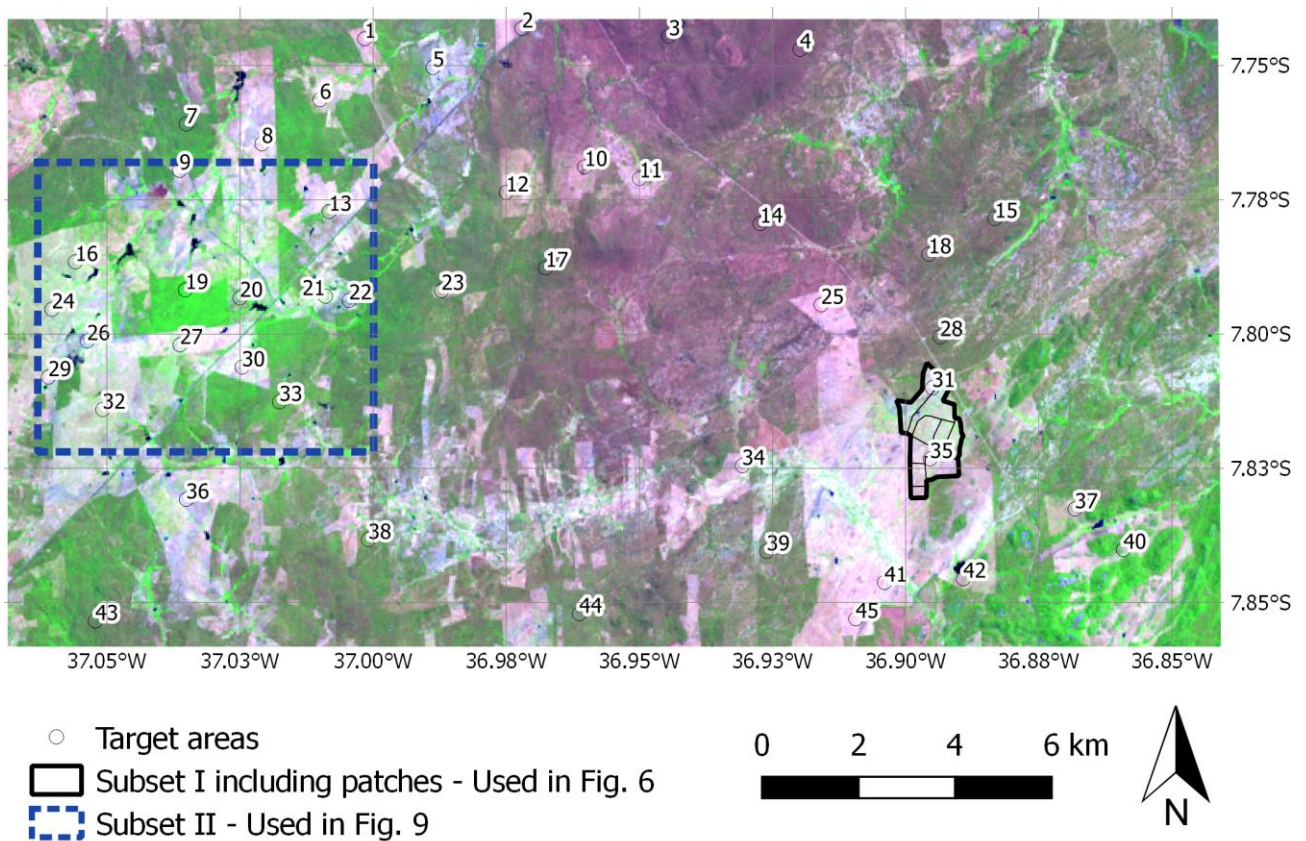 1 2 3 4
5
7.75°S
6
7 8
9 10 11
12
13
7.78°S
14 15
16 17 18
19 20 21 22 23
24 25
26 27 28
7.80°S
29 30
31
32 33
34 35
7.83°S
36 37
38 39 40
41 42
43 44 45
7.85°S
37.05°W 37.03°W 37.00°W 36.98°W 36.95°W 36.93°W 36.90°W 36.88°W 36.85°W
Target areas
Subset I including patches - Used in Fig. 6
Subset II - Used in Fig. 9
0 2 4 6 km
N